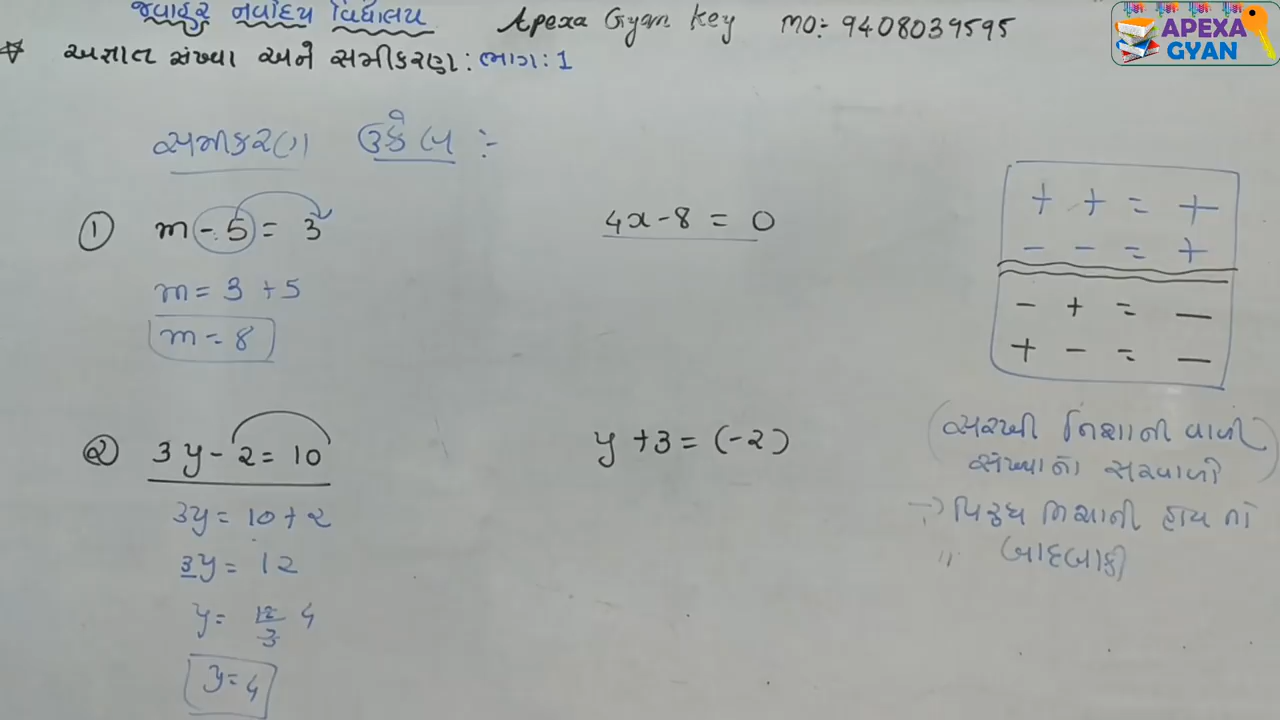 જવાહર નવોદય વિદ્યાલય Apexa Gyan Key mo: 9408039595
APEXA GYAN
અજ્ઞાત સંખ્યા અને સમીકરણ: ભાગ: 1
સમીકરણ ઉકેલ :-
① m - 5 = 3
m = 3 + 5
m = 8
4x - 8 = 0
+ + = +
- - = +
- + = -
+ - = -
② 3y - 2 = 10
3y = 10 + 2
3y = 12
y = 12/3 4
y = 4
y + 3 = (-2)
(સરખી નિશાની વાળી
સંખ્યાનો સરવાળો)
→ વિરુધ્ધ નિશાની હોય તો
બાદબાકી